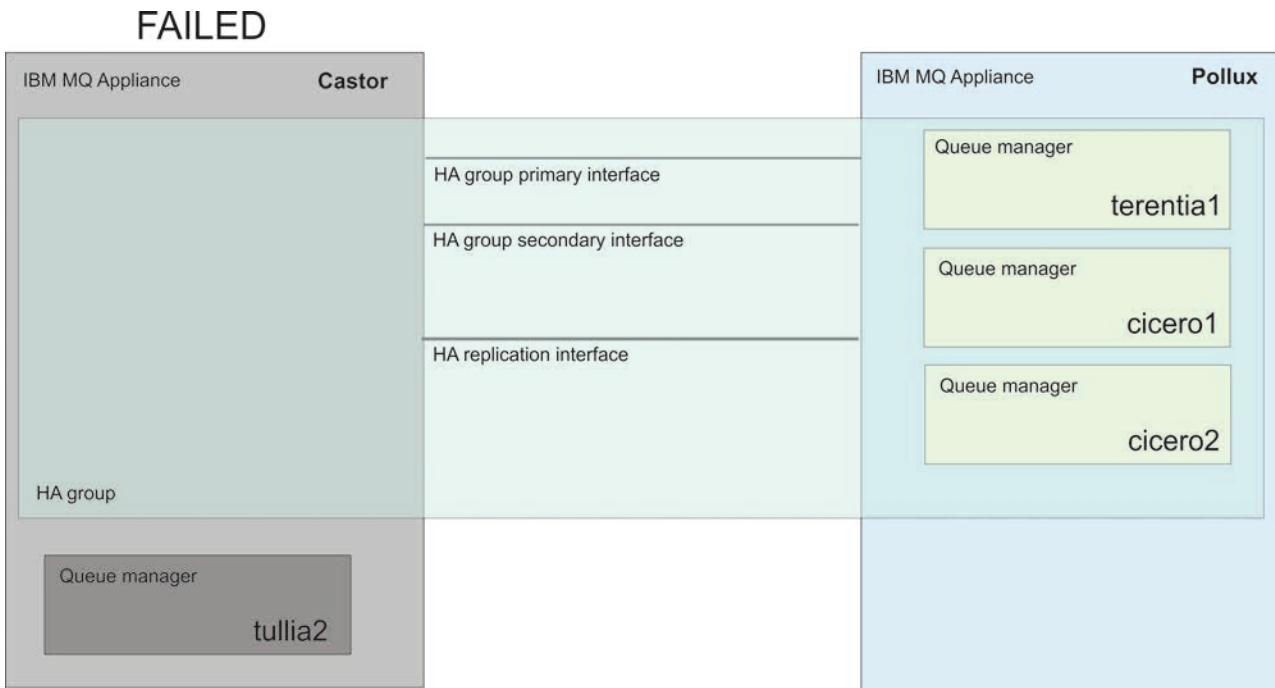 FAILED
IBM MQ Appliance
Castor
HA group
Queue manager
tullia2
HA group primary interface
HA group secondary interface
HA replication interface
IBM MQ Appliance
Pollux
Queue manager
terentia1
Queue manager
cicero1
Queue manager
cicero2